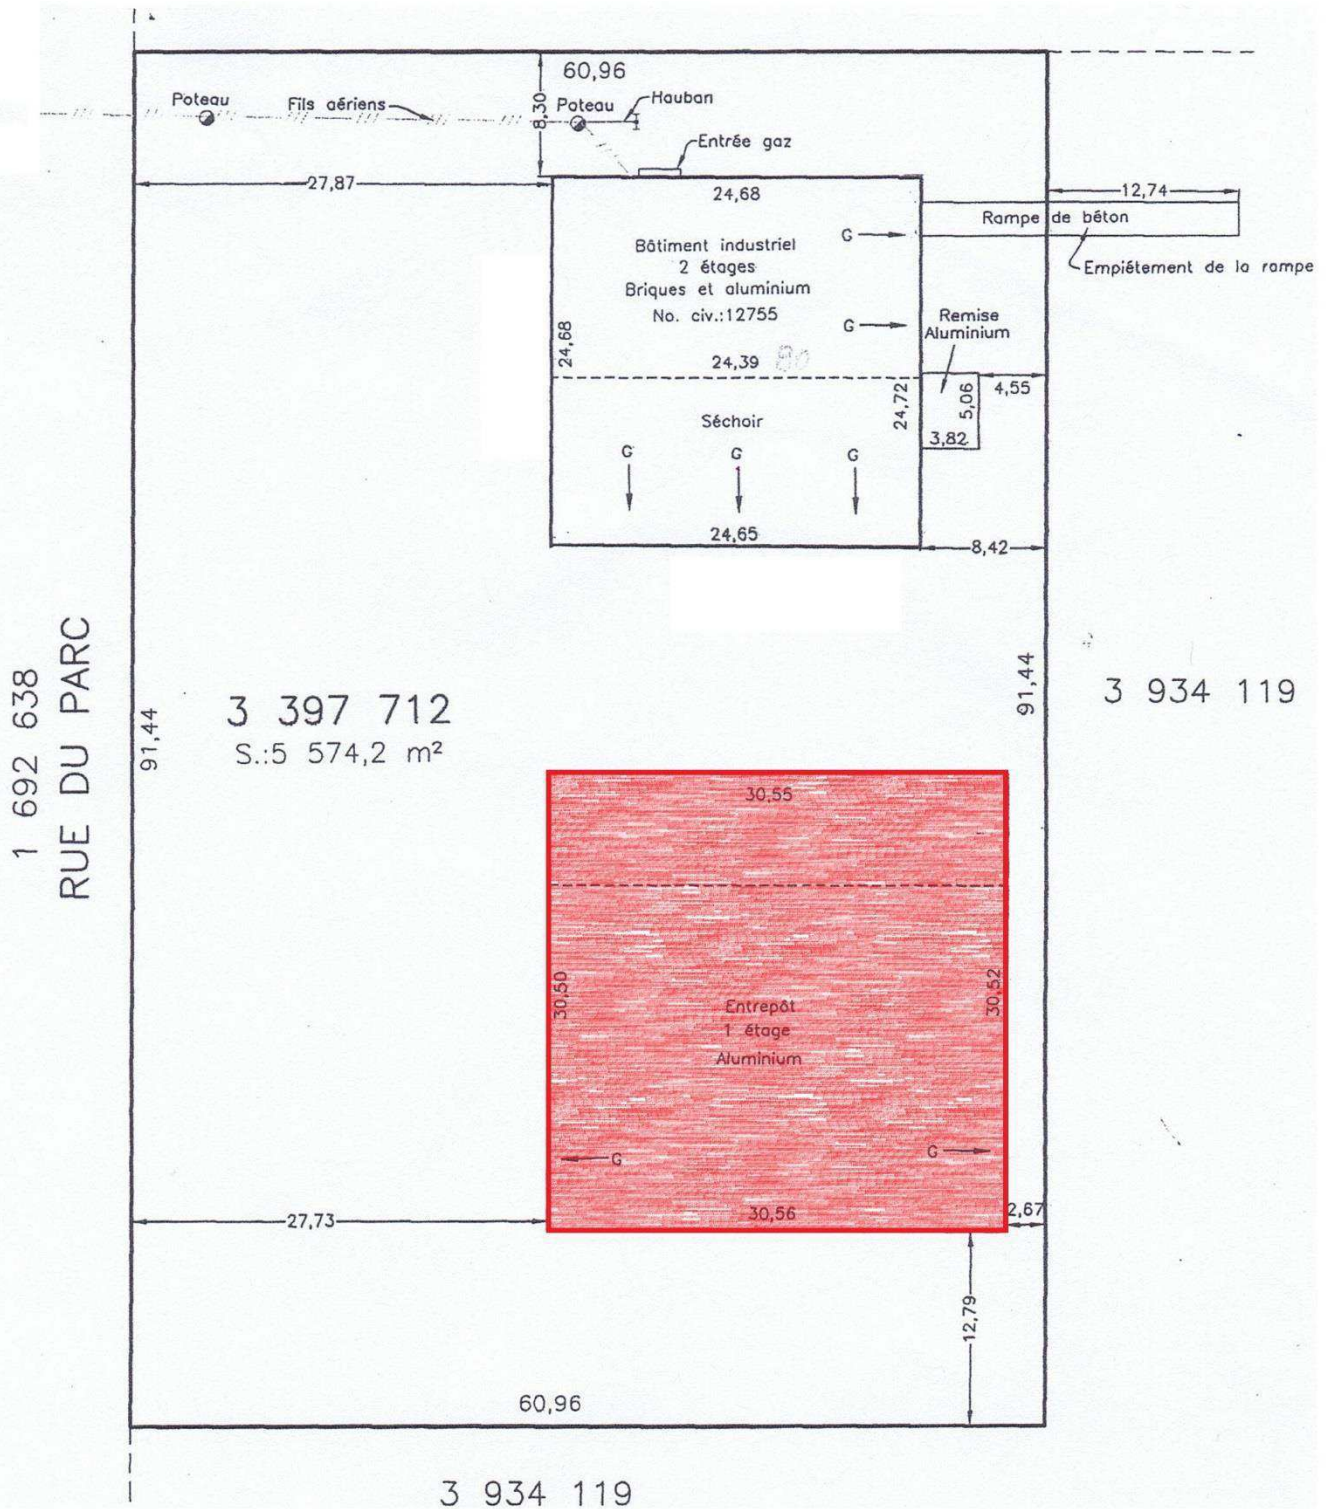 60,96
Poteau
Fils aériens
8,30
Poteau
Hauban
Entrée gaz
27,87
24,68
12,74
Rampe de béton
Empiétement de la rampe
Bâtiment industriel
2 étages
Briques et aluminium
No. civ.:12755
G
G
24,68
24,39
80
Remise
Aluminium
24,72
5,06
4,55
3,82
Séchoir
G
G
G
24,65
8,42
1 692 638
RUE DU PARC
91,44
3 397 712
S.:5 574,2 m²
91,44
3 934 119
30,55
30,50
30,52
Entrepôt
1 étage
Aluminium
G
G
27,73
30,56
2,67
12,79
60,96
3 934 119